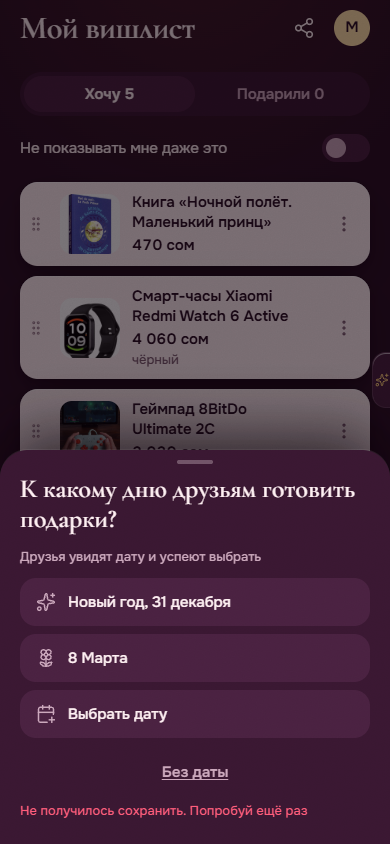 Мой вишлист
M
Хочу 5
Подарили 0
Не показывать мне даже это
Книга «Ночной полёт.
Маленький принц»
470 сом
Смарт-часы Xiaomi
Redmi Watch 6 Active
4 060 сом
чёрный
10
09
Геймпад 8BitDo
Ultimate 2C
К какому дню друзьям готовить
подарки?
Друзья увидят дату и успеют выбрать
Новый год, 31 декабря
8 Марта
Выбрать дату
Без даты
Не получилось сохранить. Попробуй ещё раз